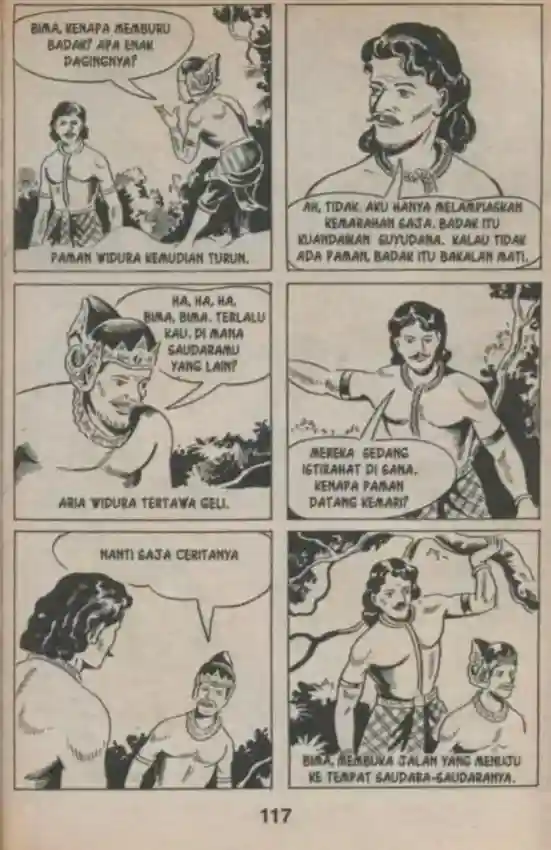 BIMA, KENAPA MEMBURU
BADAK? APA ENAK
DAGINGNYA?
PAMAN WIDURA KEMUDIAN TURUN.
AH, TIDAK. AKU HANYA MELAMPIASKAN
KEMARAHAN SAJA. BADAK ITU
KUANDAIKAN SUYUDANA. KALAU TIDAK
ADA PAMAN, BADAK ITU BAKALAN MATI.
HA, HA, HA,
BIMA, BIMA. TERLALU
KAU. DI MANA
SAUDARAMU
YANG LAIN?
ARIA WIDURA TERTAWA GELI.
MEREKA SEDANG
ISTIRAHAT DI SANA.
KENAPA PAMAN
DATANG KEMARI?
NANTI SAJA CERITANYA
BIMA, MEMBUKA JALAN YANG MENUJU
KE TEMPAT SAUDARA-SAUDARANYA.
117